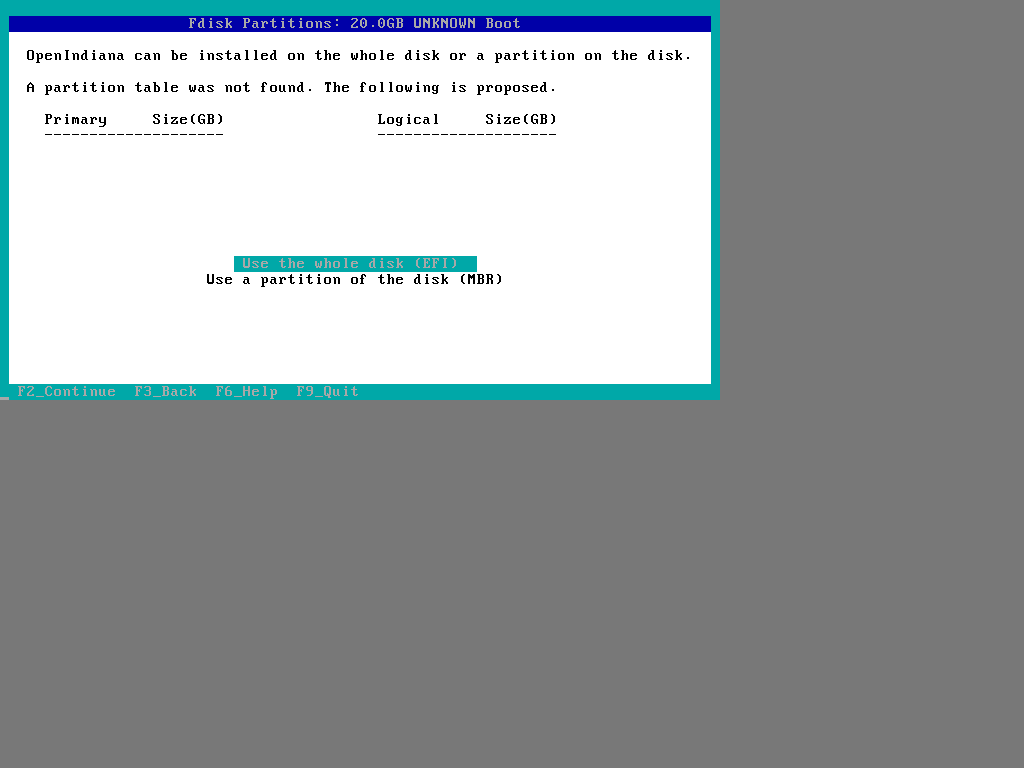 Fdisk Partitions: 20.0GB UNKNOWN Boot
OpenIndiana can be installed on the whole disk or a partition on the disk.
A partition table was not found. The following is proposed.
Primary     Size(GB)                 Logical     Size(GB)
--------------------                 --------------------
Use the whole disk (EFI)
Use a partition of the disk (MBR)
F2_Continue  F3_Back  F6_Help  F9_Quit